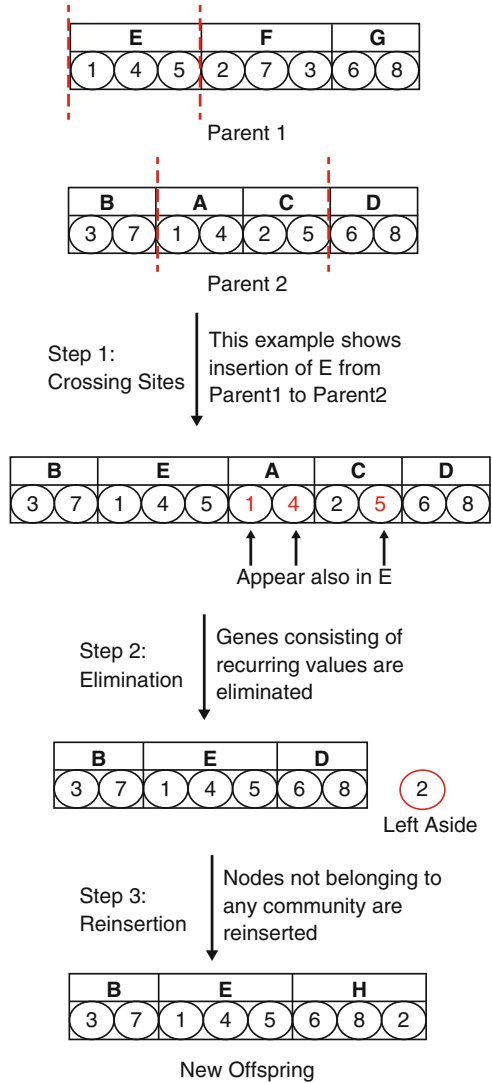 E F G
1 4 5 2 7 3 6 8
Parent 1
B A C D
3 7 1 4 2 5 6 8
Parent 2
Step 1:
Crossing Sites
This example shows
insertion of E from
Parent1 to Parent2
B E A C D
3 7 1 4 5 1 4 2 5 6 8
Appear also in E
Step 2:
Elimination
Genes consisting of
recurring values are
eliminated
B E D
3 7 1 4 5 6 8 2
Left Aside
Step 3:
Reinsertion
Nodes not belonging to
any community are
reinserted
B E H
3 7 1 4 5 6 8 2
New Offspring